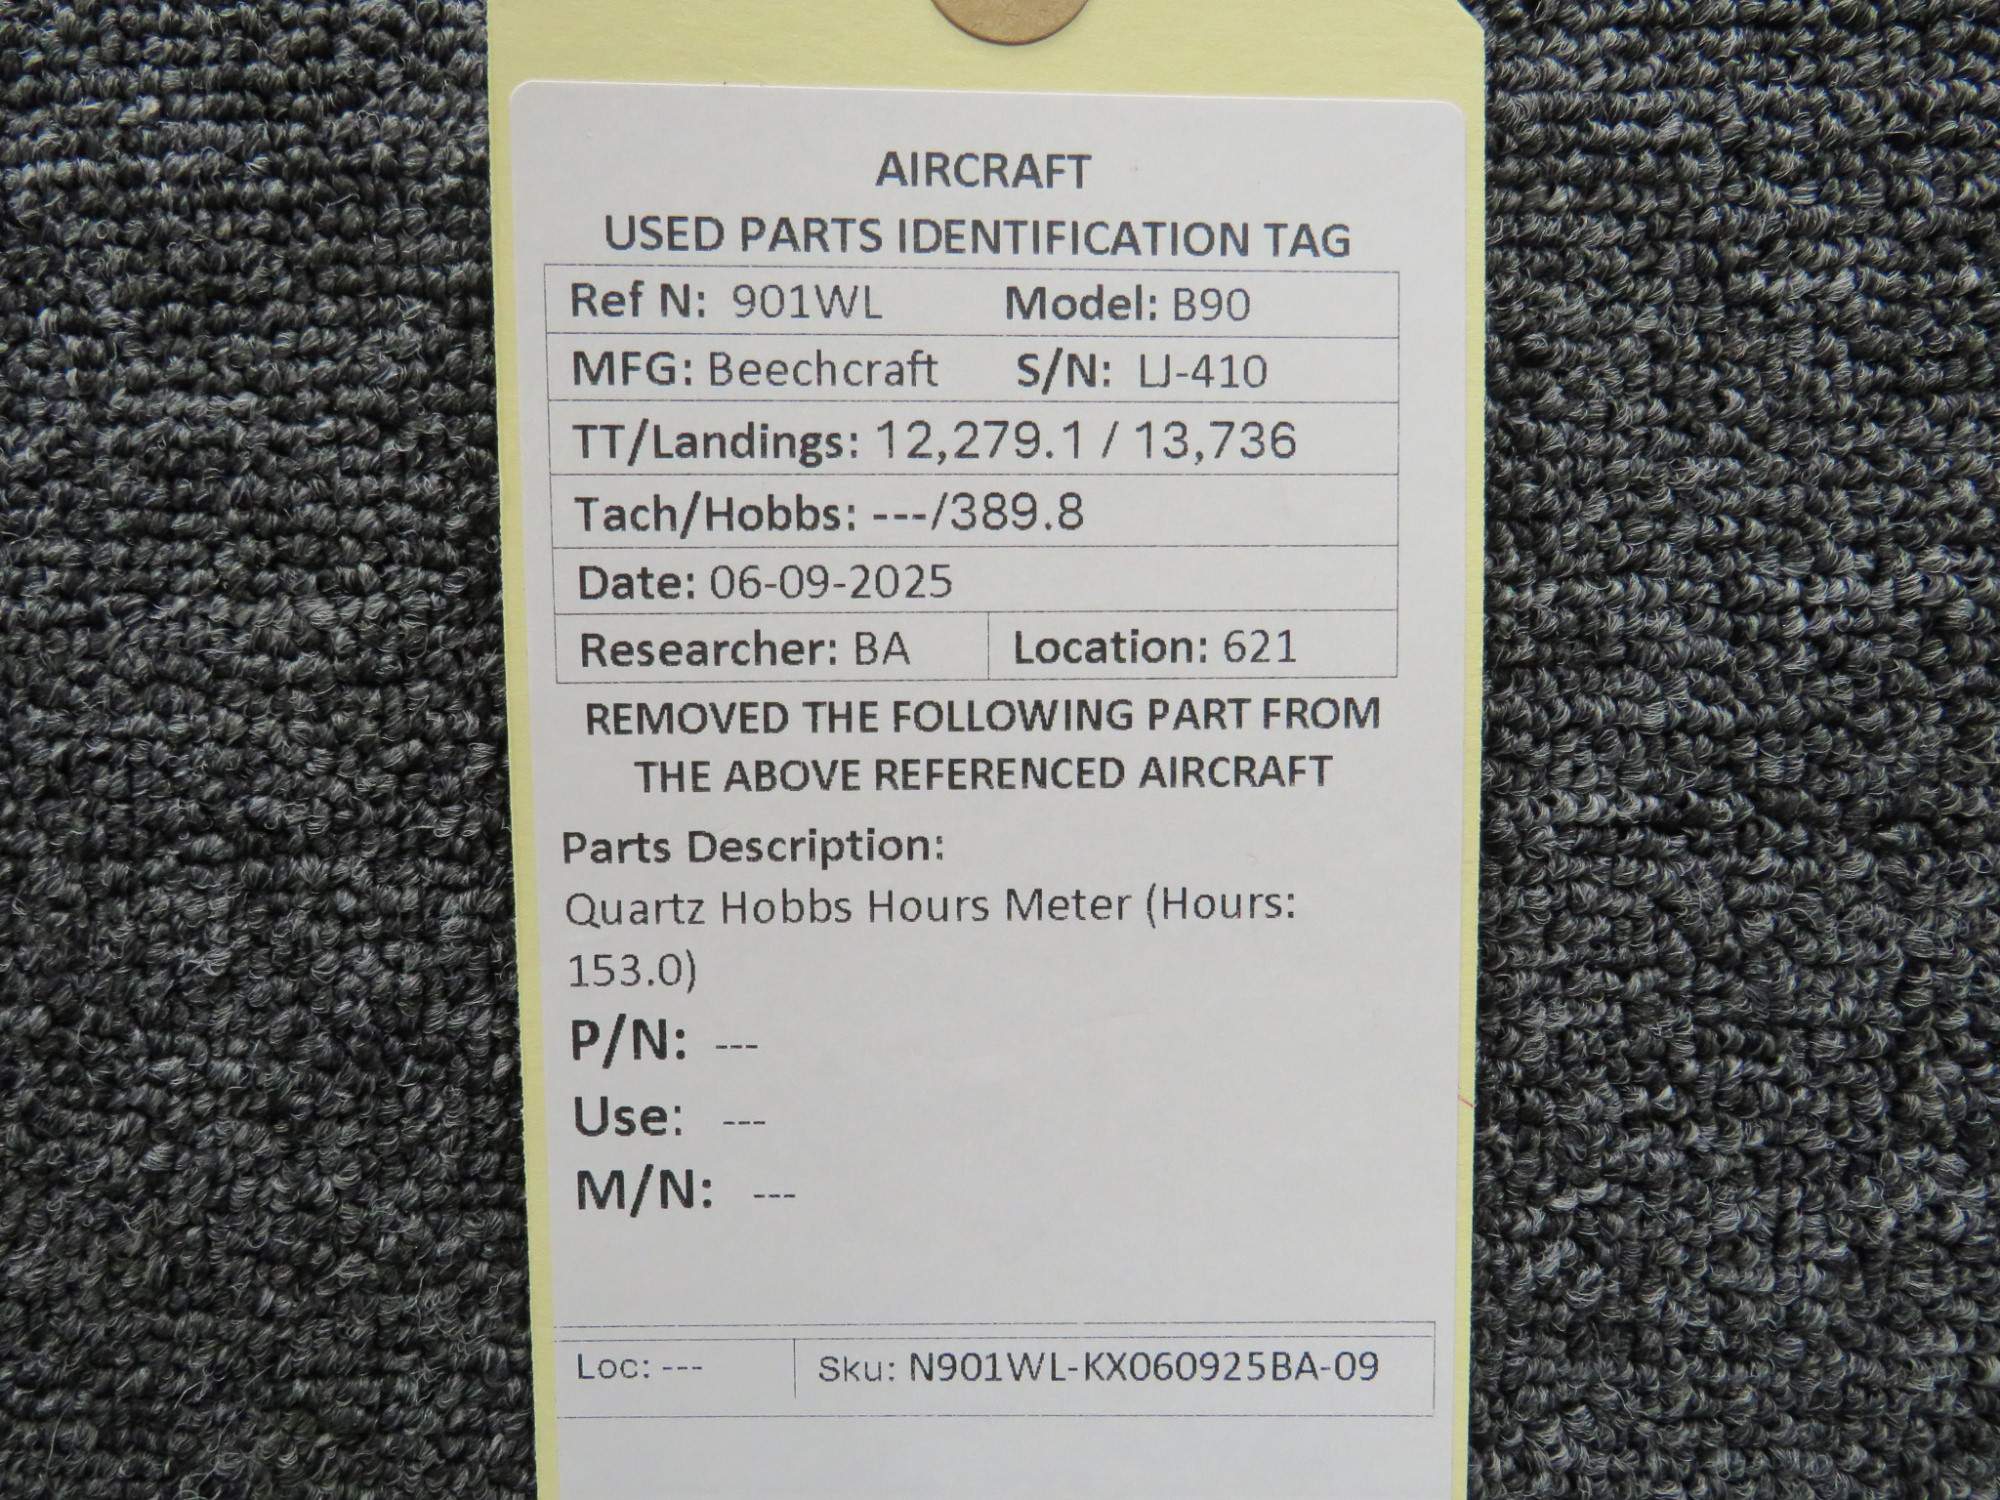 AIRCRAFT
USED PARTS IDENTIFICATION TAG
Ref N: 901WL Model: B90
MFG: Beechcraft S/N: LJ-410
TT/Landings: 12,279.1 / 13,736
Tach/Hobbs: ---/389.8
Date: 06-09-2025
Researcher: BA Location: 621
REMOVED THE FOLLOWING PART FROM
THE ABOVE REFERENCED AIRCRAFT
Parts Description:
Quartz Hobbs Hours Meter (Hours:
153.0)
P/N: ---
Use: ---
M/N: ---
Loc: --- Sku: N901WL-KX060925BA-09